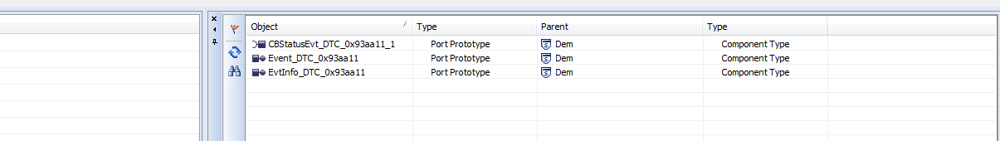 Object Type Parent Type
CBStatusEvt_DTC_0x93aa11_1 Port Prototype Dem Component Type
Event_DTC_0x93aa11 Port Prototype Dem Component Type
EvtInfo_DTC_0x93aa11 Port Prototype Dem Component Type